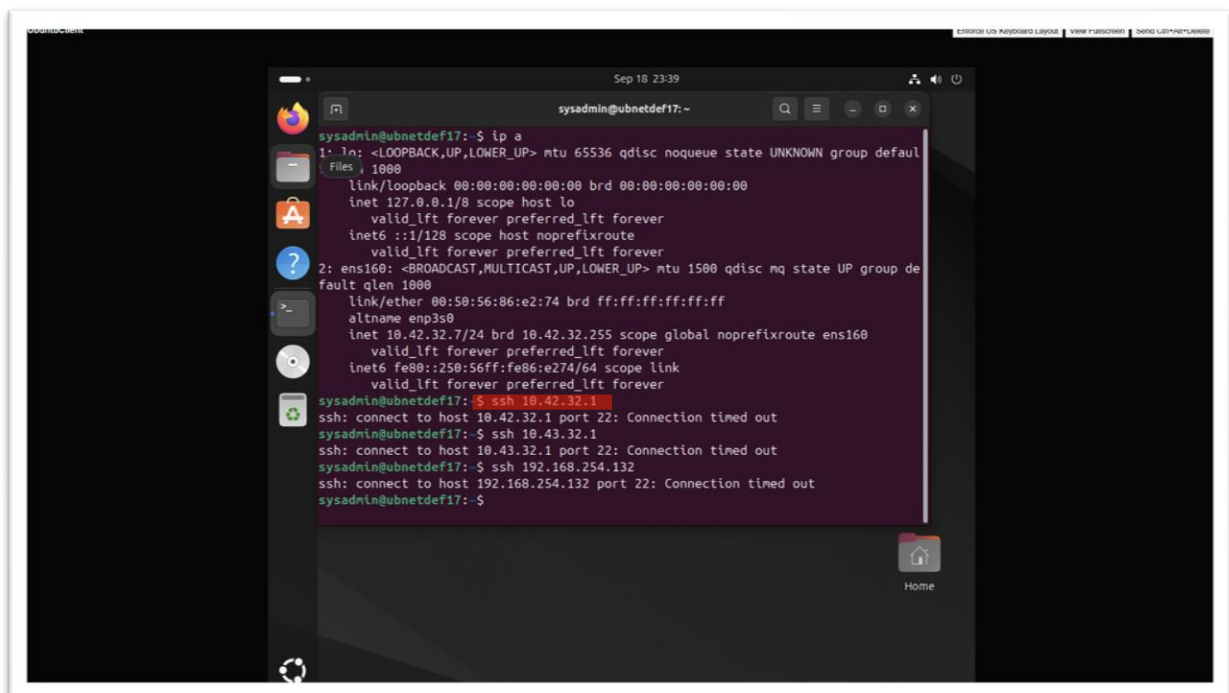 UbuntuClient
Enforce US Keyboard Layout View Fullscreen Send Ctrl+Alt+Delete
Sep 18 23:39
sysadmin@ubnetdef17: ~
sysadmin@ubnetdef17:~$ ip a
1: lo: <LOOPBACK,UP,LOWER_UP> mtu 65536 qdisc noqueue state UNKNOWN group defaul
Files
1000
link/loopback 00:00:00:00:00:00 brd 00:00:00:00:00:00
inet 127.0.0.1/8 scope host lo
valid_lft forever preferred_lft forever
inet6 ::1/128 scope host noprefixroute
valid_lft forever preferred_lft forever
2: ens160: <BROADCAST,MULTICAST,UP,LOWER_UP> mtu 1500 qdisc mq state UP group de
fault qlen 1000
link/ether 00:50:56:86:e2:74 brd ff:ff:ff:ff:ff:ff
altname enp3s0
inet 10.42.32.7/24 brd 10.42.32.255 scope global noprefixroute ens160
valid_lft forever preferred_lft forever
inet6 fe80::250:56ff:fe86:e274/64 scope link
valid_lft forever preferred_lft forever
sysadmin@ubnetdef17:~$ ssh 10.42.32.1
ssh: connect to host 10.42.32.1 port 22: Connection timed out
sysadmin@ubnetdef17:~$ ssh 10.43.32.1
ssh: connect to host 10.43.32.1 port 22: Connection timed out
sysadmin@ubnetdef17:~$ ssh 192.168.254.132
ssh: connect to host 192.168.254.132 port 22: Connection timed out
sysadmin@ubnetdef17:~$
Home